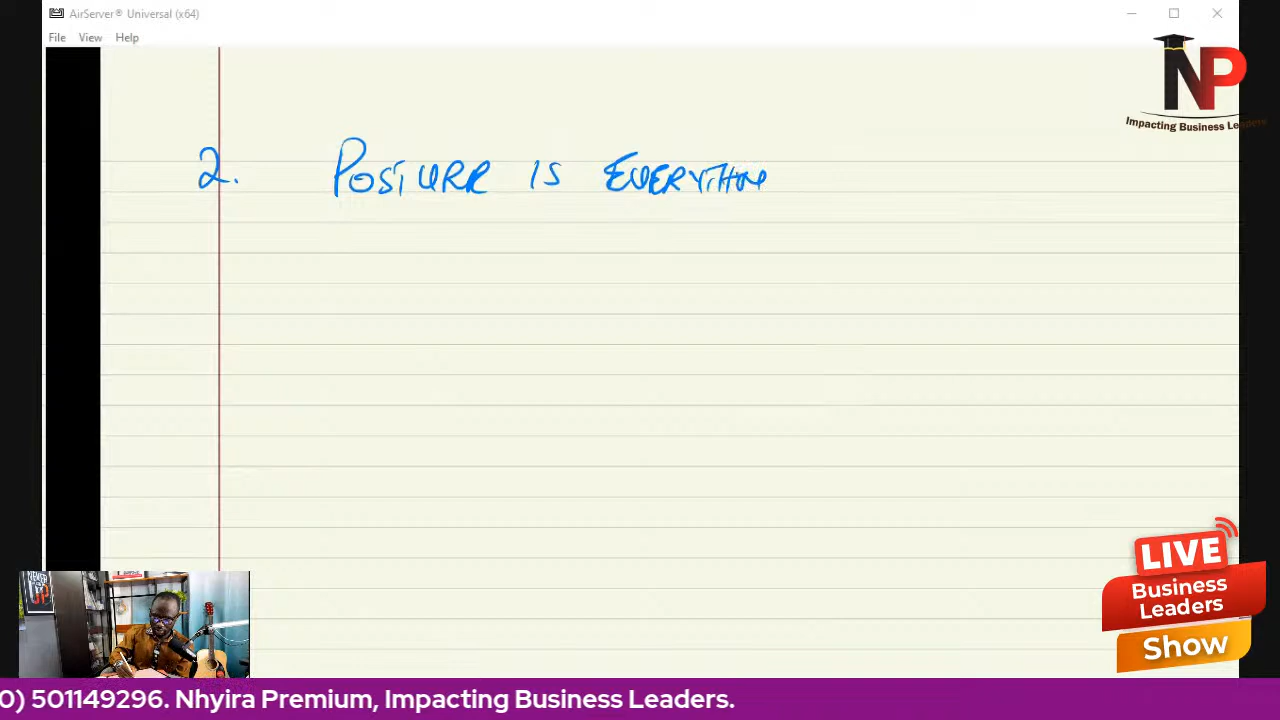 AirServer® Universal (x64)
File View Help
NP
Impacting Business Leaders
2. POSTURE IS EVERYTHING
LIVE
Business
Leaders
Show
0) 501149296. Nhyira Premium, Impacting Business Leaders.